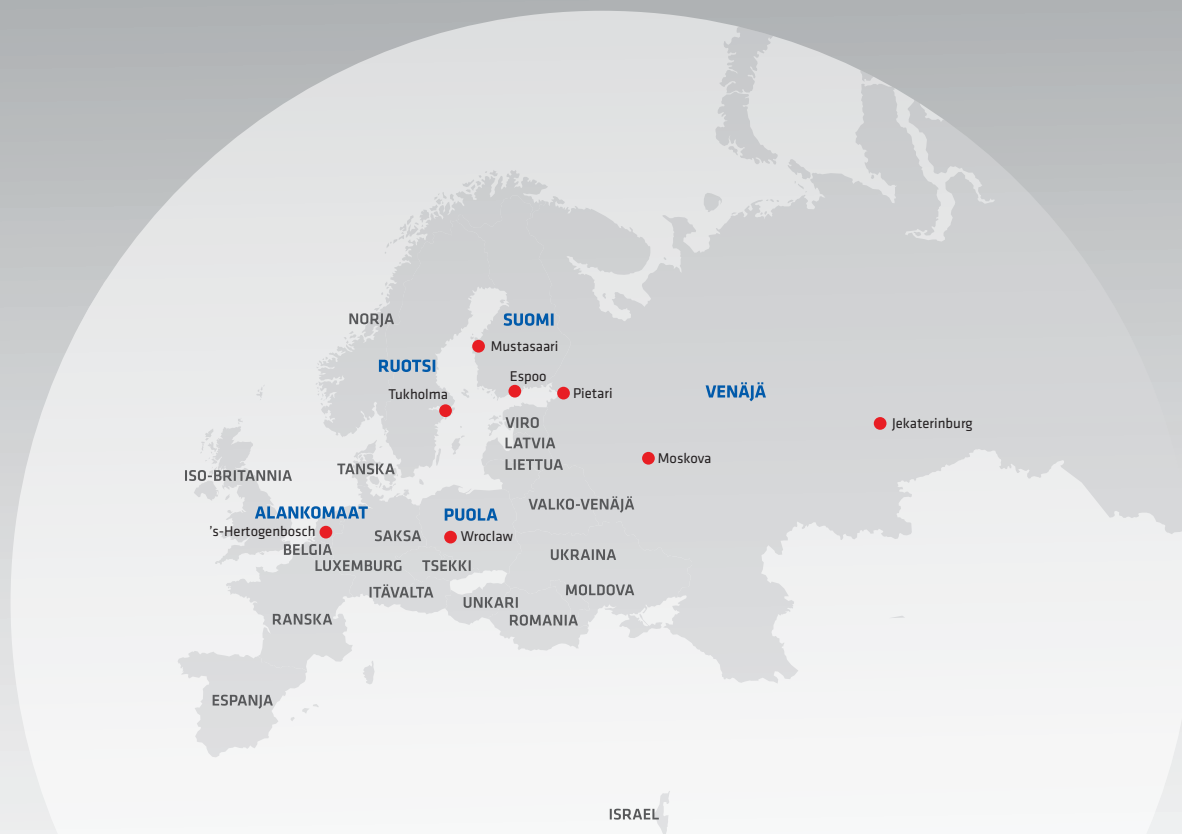 NORJA
SUOMI
Mustasaari
RUOTSI
Espoo
Tukholma
Pietari
VENÄJÄ
Jekaterinburg
VIRO
LATVIA
LIETTUA
Moskova
ISO-BRITANNIA
TANSKA
VALKO-VENÄJÄ
ALANKOMAAT
PUOLA
's-Hertogenbosch
SAKSA
Wroclaw
BELGIA
UKRAINA
LUXEMBURG
TSEKKI
ITÄVALTA
MOLDOVA
UNKARI
RANSKA
ROMANIA
ESPANJA
ISRAEL